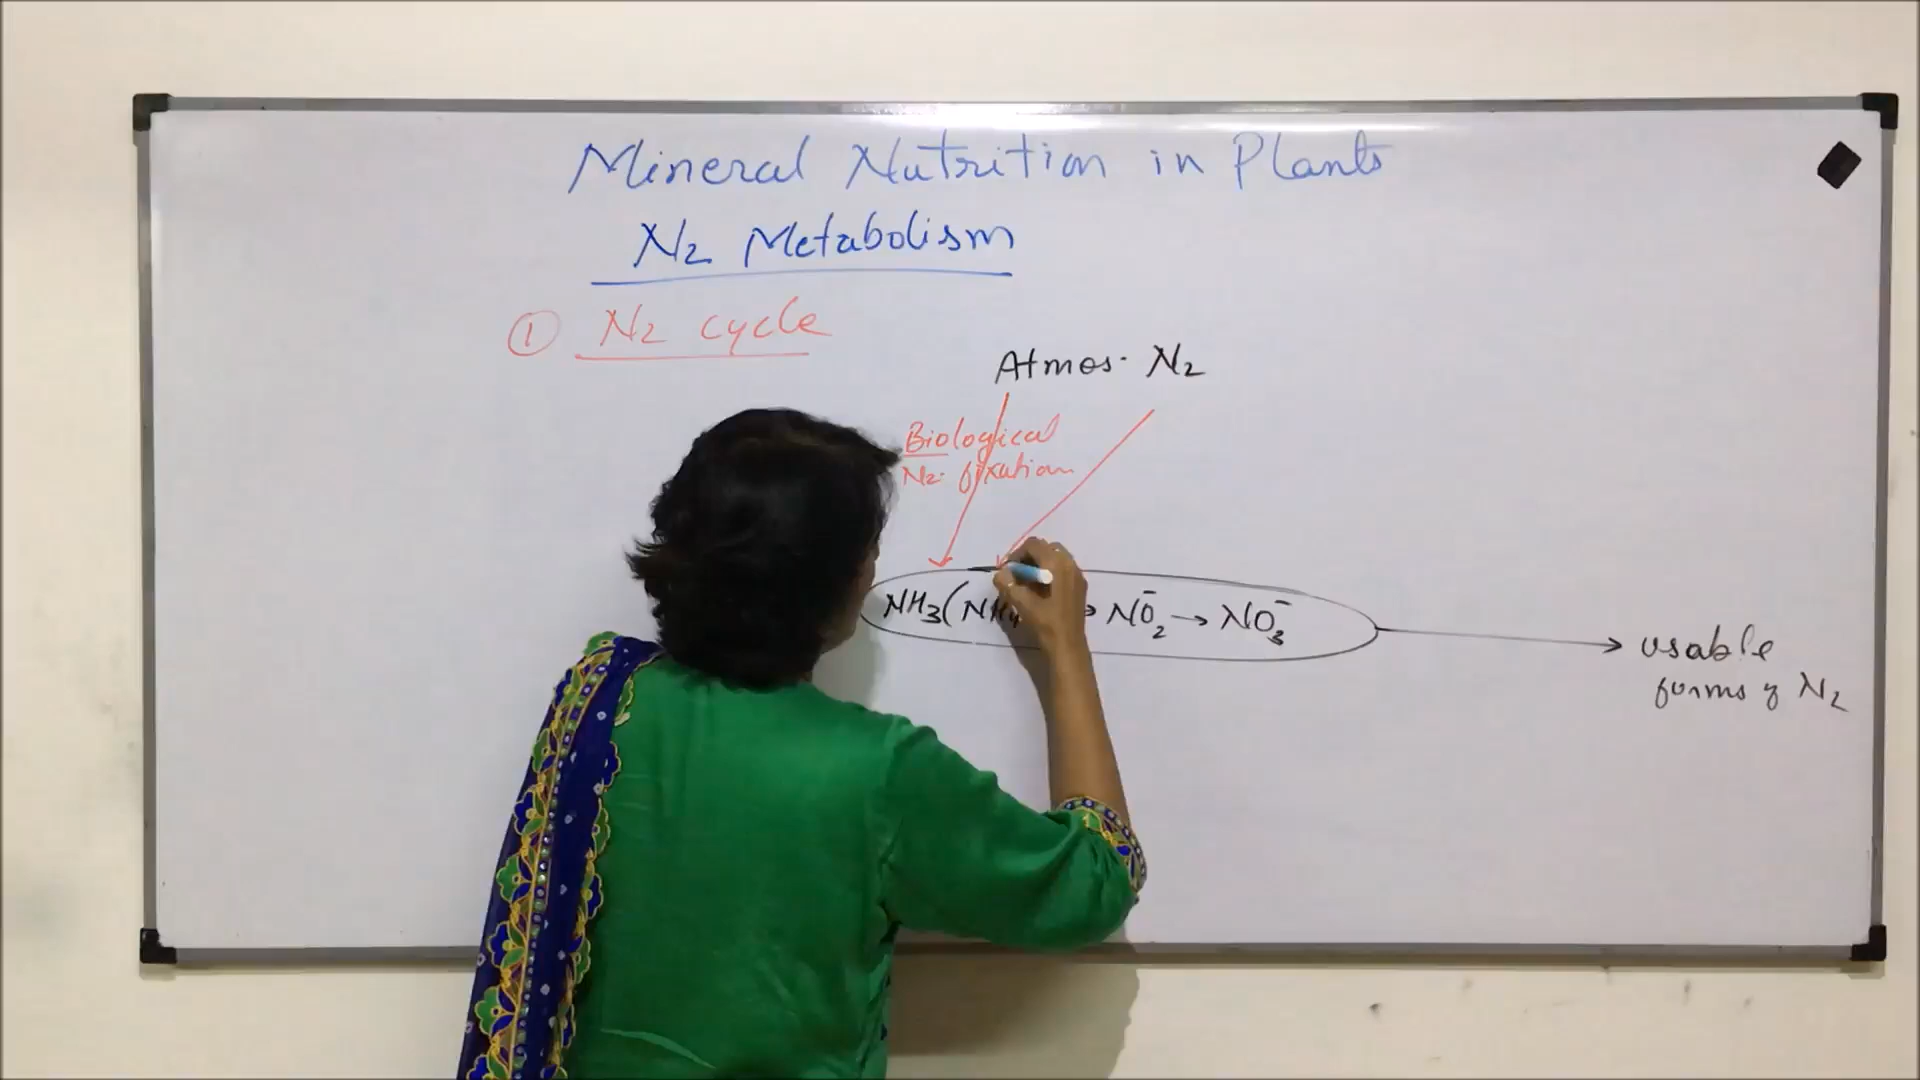 Mineral Nutrition in Plants
N2 Metabolism
① N2 cycle
Atmos. N2
Biological
N2. fixation
NH3(NH4 → NO2⁻ → NO3⁻
usable
forms of N2